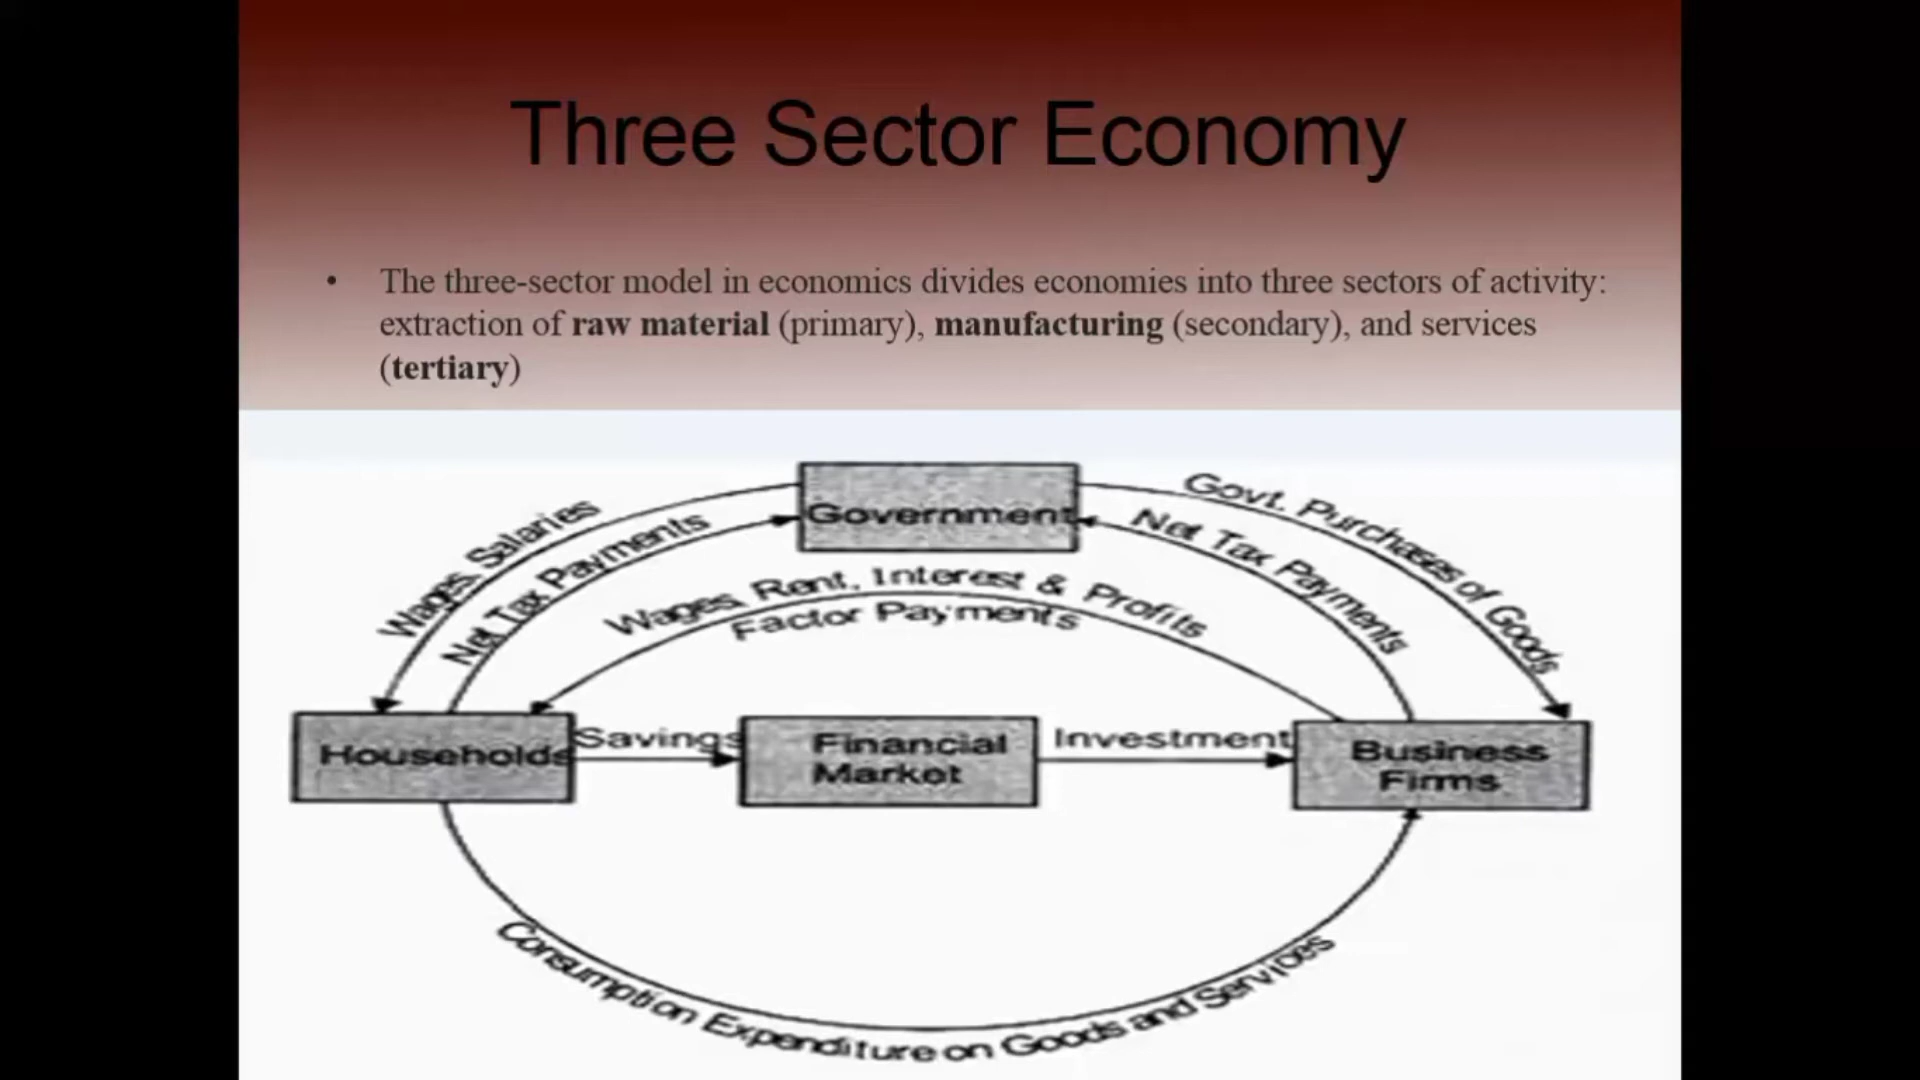 Three Sector Economy
• The three-sector model in economics divides economies into three sectors of activity:
extraction of raw material (primary), manufacturing (secondary), and services
(tertiary)
Government
Wages, Salaries
Net Tax Payments
Govt. Purchases of Goods
Net Tax Payments
Wages, Rent, Interest & Profits
Factor Payments
Households
Savings
Financial
Market
Investment
Business
Firms
Consumption Expenditure on Goods and Services